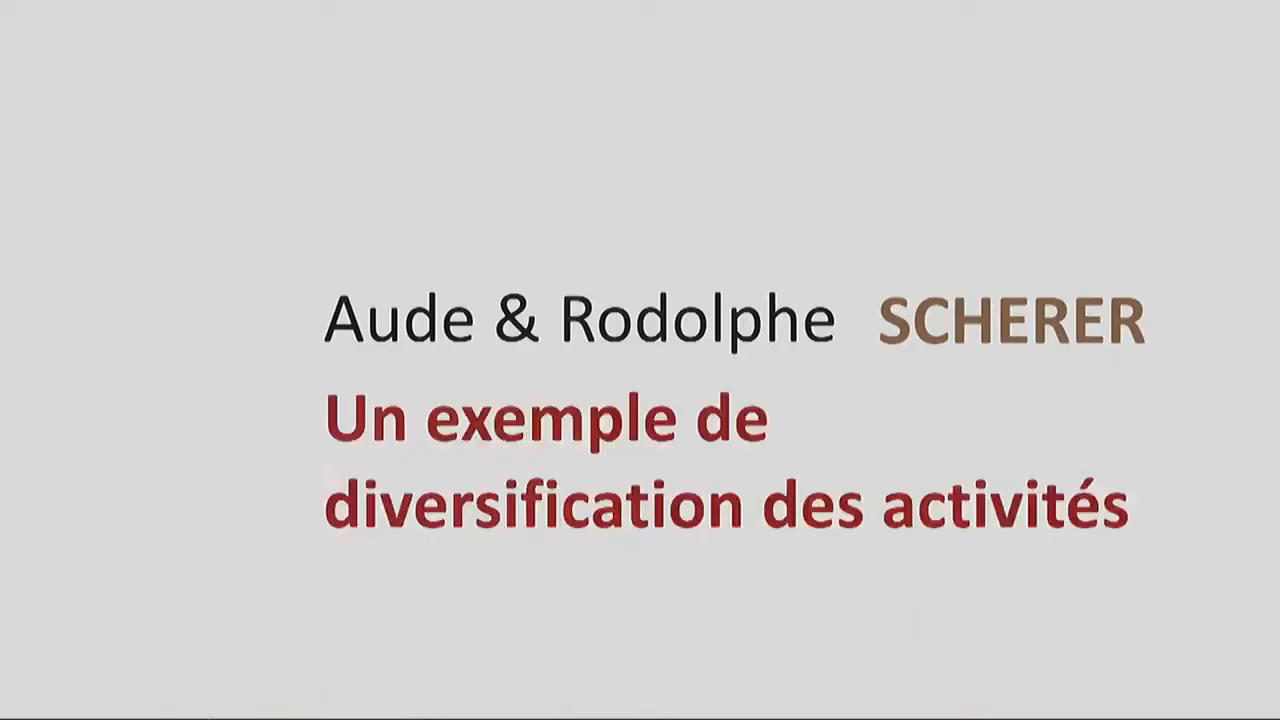 Aude & Rodolphe SCHERER
Un exemple de
diversification des activités